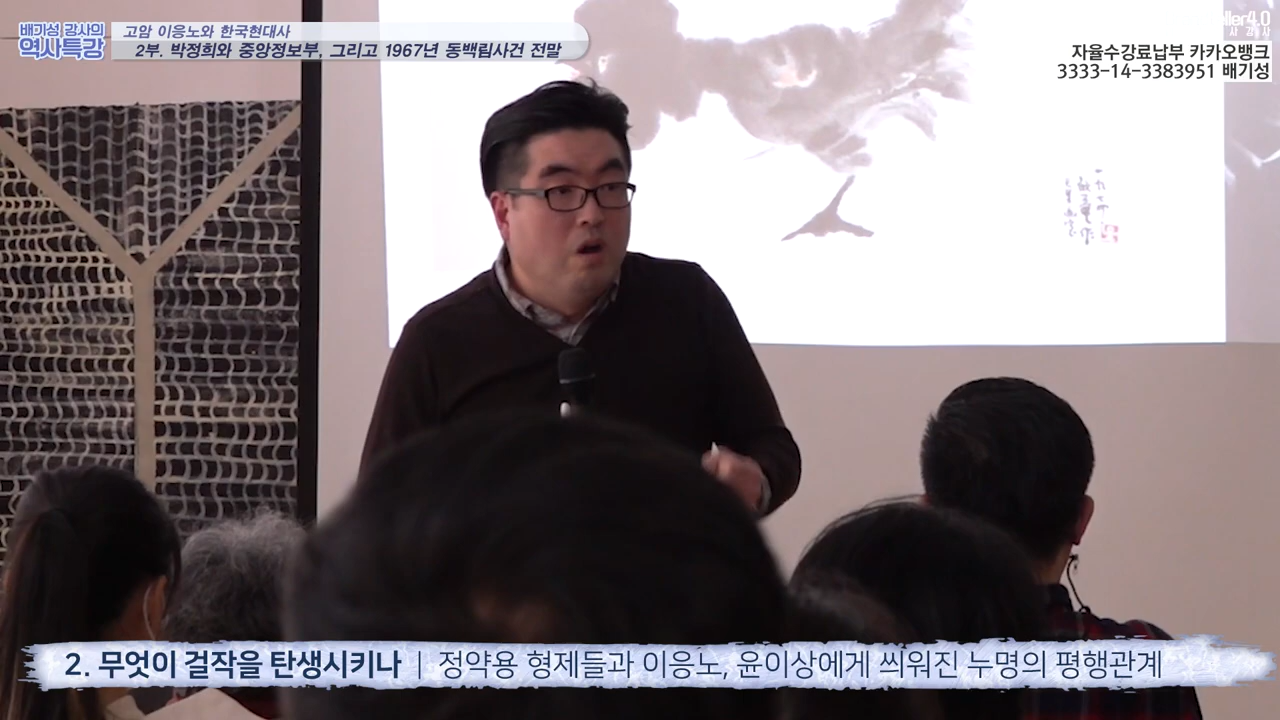 배기성 강사의
역사특강
고암 이응노와 한국현대사
2부. 박정희와 중앙정보부, 그리고 1967년 동백림사건 전말
eller4.0
사 감 사
자율수강료납부 카카오뱅크
3333-14-3383951 배기성
2. 무엇이 걸작을 탄생시키나 | 정약용 형제들과 이응노, 윤이상에게 씌워진 누명의 평행관계